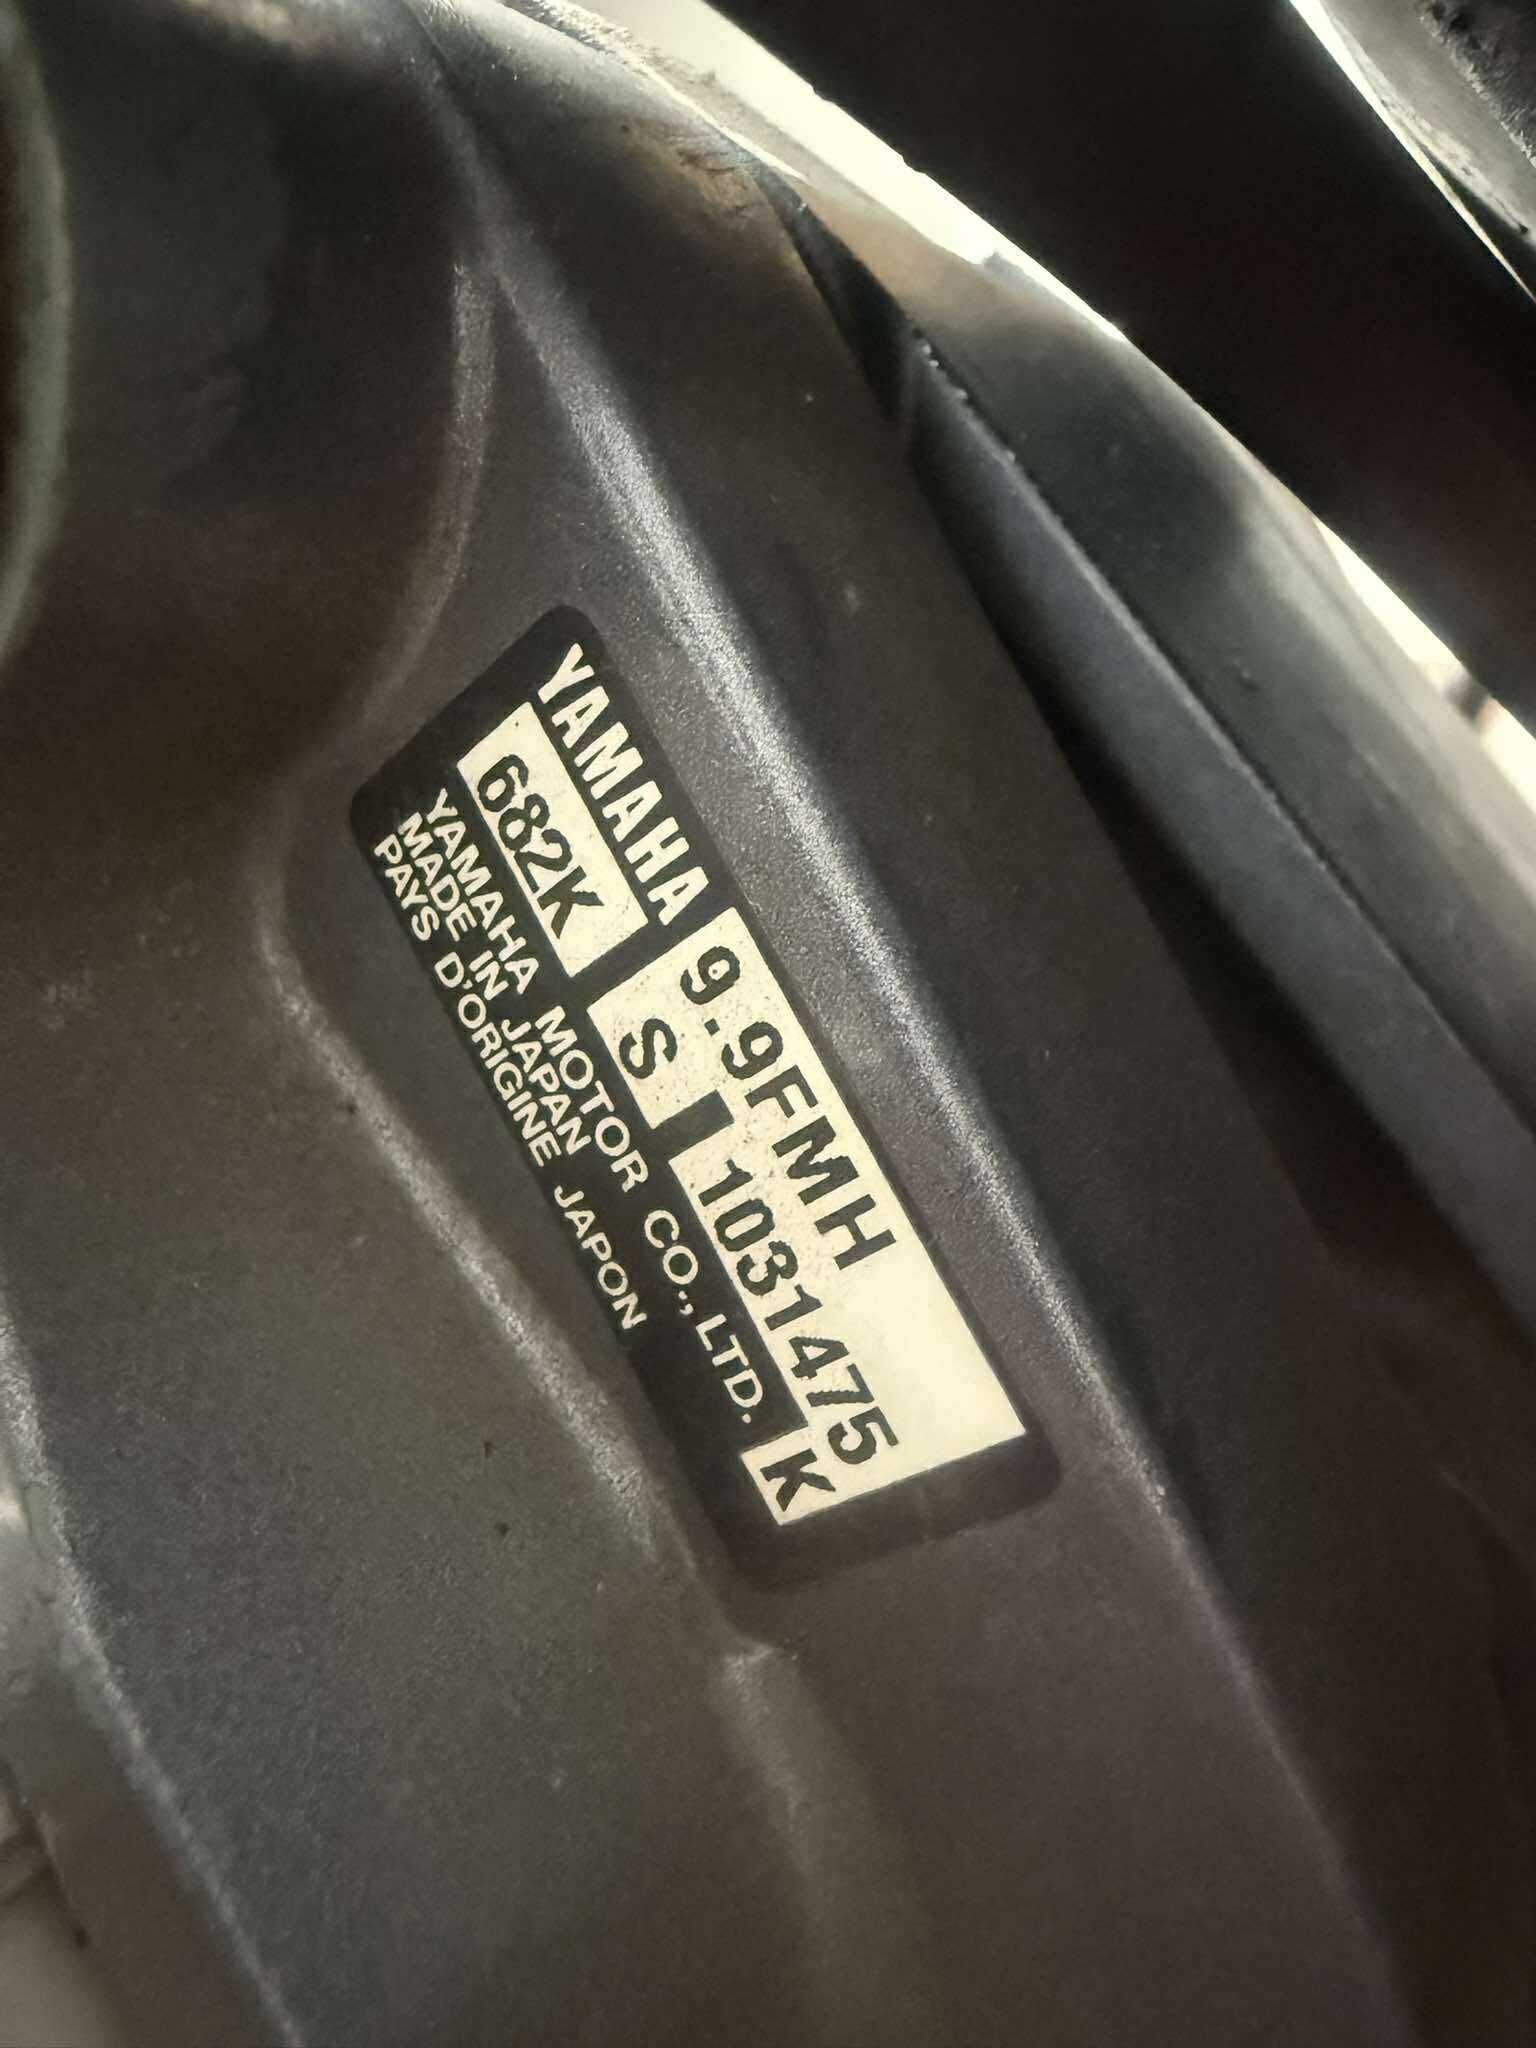 YAMAHA 9.9FMH
682K S 1031475 K
YAMAHA MOTOR CO., LTD.
MADE IN JAPAN
PAYS D'ORIGINE JAPON